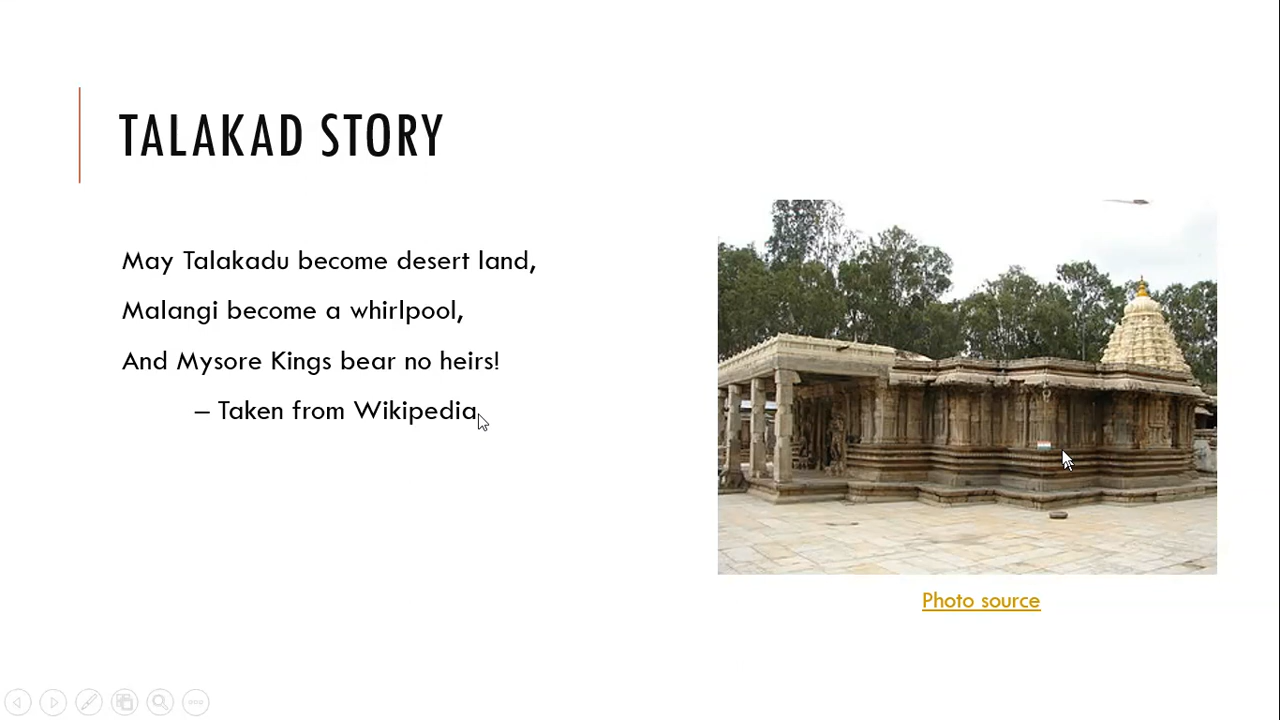 TALAKAD STORY
May Talakadu become desert land,
Malangi become a whirlpool,
And Mysore Kings bear no heirs!
– Taken from Wikipedia
Photo source